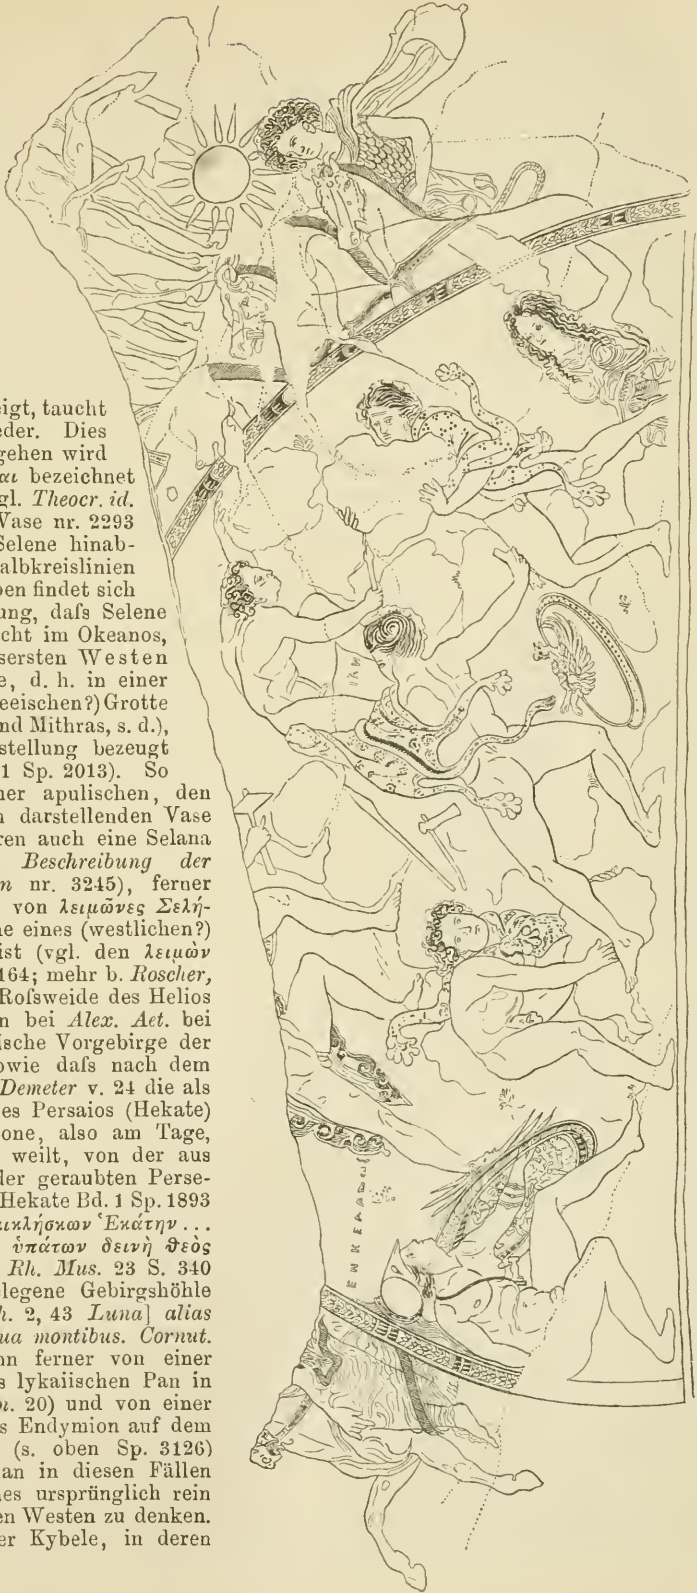 eigt, taucht
eder. Dies
gehen wird
αι bezeichnet
gl. Theocr. id.
Vase nr. 2293
Selene hinab-
albkreislinien
ben findet sich
ung, daſs Selene
cht im Okeanos,
sersten Westen
e, d. h. in einer
eeischen?) Grotte
nd Mithras, s. d.),
stellung bezeugt
1 Sp. 2013). So
ner apulischen, den
n darstellenden Vase
ren auch eine Selana
Beschreibung der
n nr. 3245), ferner
von λειμῶνες Σελή-
ne eines (westlichen?)
ist (vgl. den λειμὼν
164; mehr b. Roscher,
Roſsweide des Helios
n bei Alex. Aet. bei
ische Vorgebirge der
owie daſs nach dem
Demeter v. 24 die als
es Persaios (Hekate)
one, also am Tage,
weilt, von der aus
der geraubten Perse-
Hekate Bd. 1 Sp. 1893
ικλήσκων Ἑκάτην ...
ὑπάτων δεινὴ θεὸς
Rh. Mus. 23 S. 340
legene Gebirgshöhle
h. 2, 43 Luna] alias
ua montibus. Cornut.
nn ferner von einer
s lykaiischen Pan in
n. 20) und von einer
s Endymion auf dem
(s. oben Sp. 3126)
an in diesen Fällen
nes ursprünglich rein
en Westen zu denken.
er Kybele, in deren
ΕΝΚΕΛΑΔΟΣ